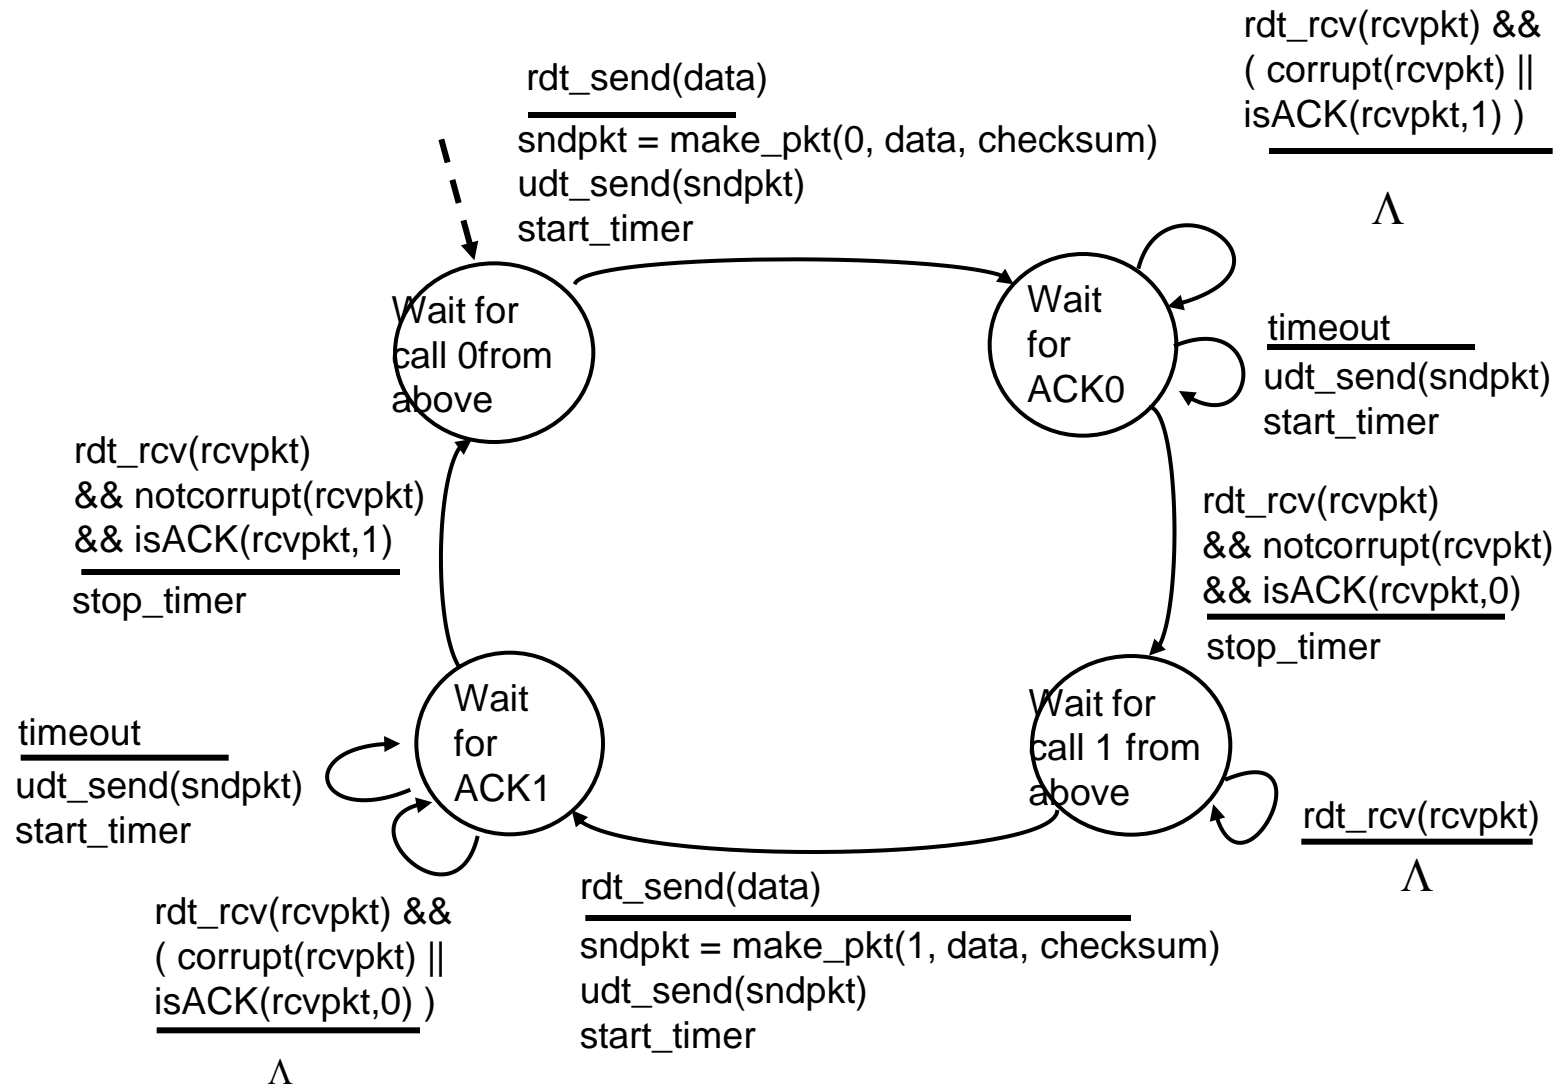 rdt_send(data)
sndpkt = make_pkt(0, data, checksum)
udt_send(sndpkt)
start_timer
rdt_rcv(rcvpkt) &&
( corrupt(rcvpkt) ||
isACK(rcvpkt,1) )
Λ
Wait for
call 0from
above
Wait
for
ACK0
timeout
udt_send(sndpkt)
start_timer
rdt_rcv(rcvpkt)
&& notcorrupt(rcvpkt)
&& isACK(rcvpkt,1)
stop_timer
rdt_rcv(rcvpkt)
&& notcorrupt(rcvpkt)
&& isACK(rcvpkt,0)
stop_timer
Wait
for
ACK1
Wait for
call 1 from
above
timeout
udt_send(sndpkt)
start_timer
rdt_rcv(rcvpkt)
Λ
rdt_rcv(rcvpkt) &&
( corrupt(rcvpkt) ||
isACK(rcvpkt,0) )
Λ
rdt_send(data)
sndpkt = make_pkt(1, data, checksum)
udt_send(sndpkt)
start_timer